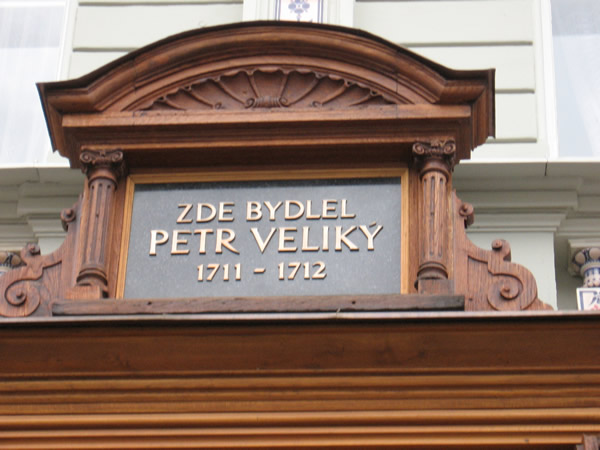 ZDE BYDLEL
PETR VELIKÝ
1711 - 1712